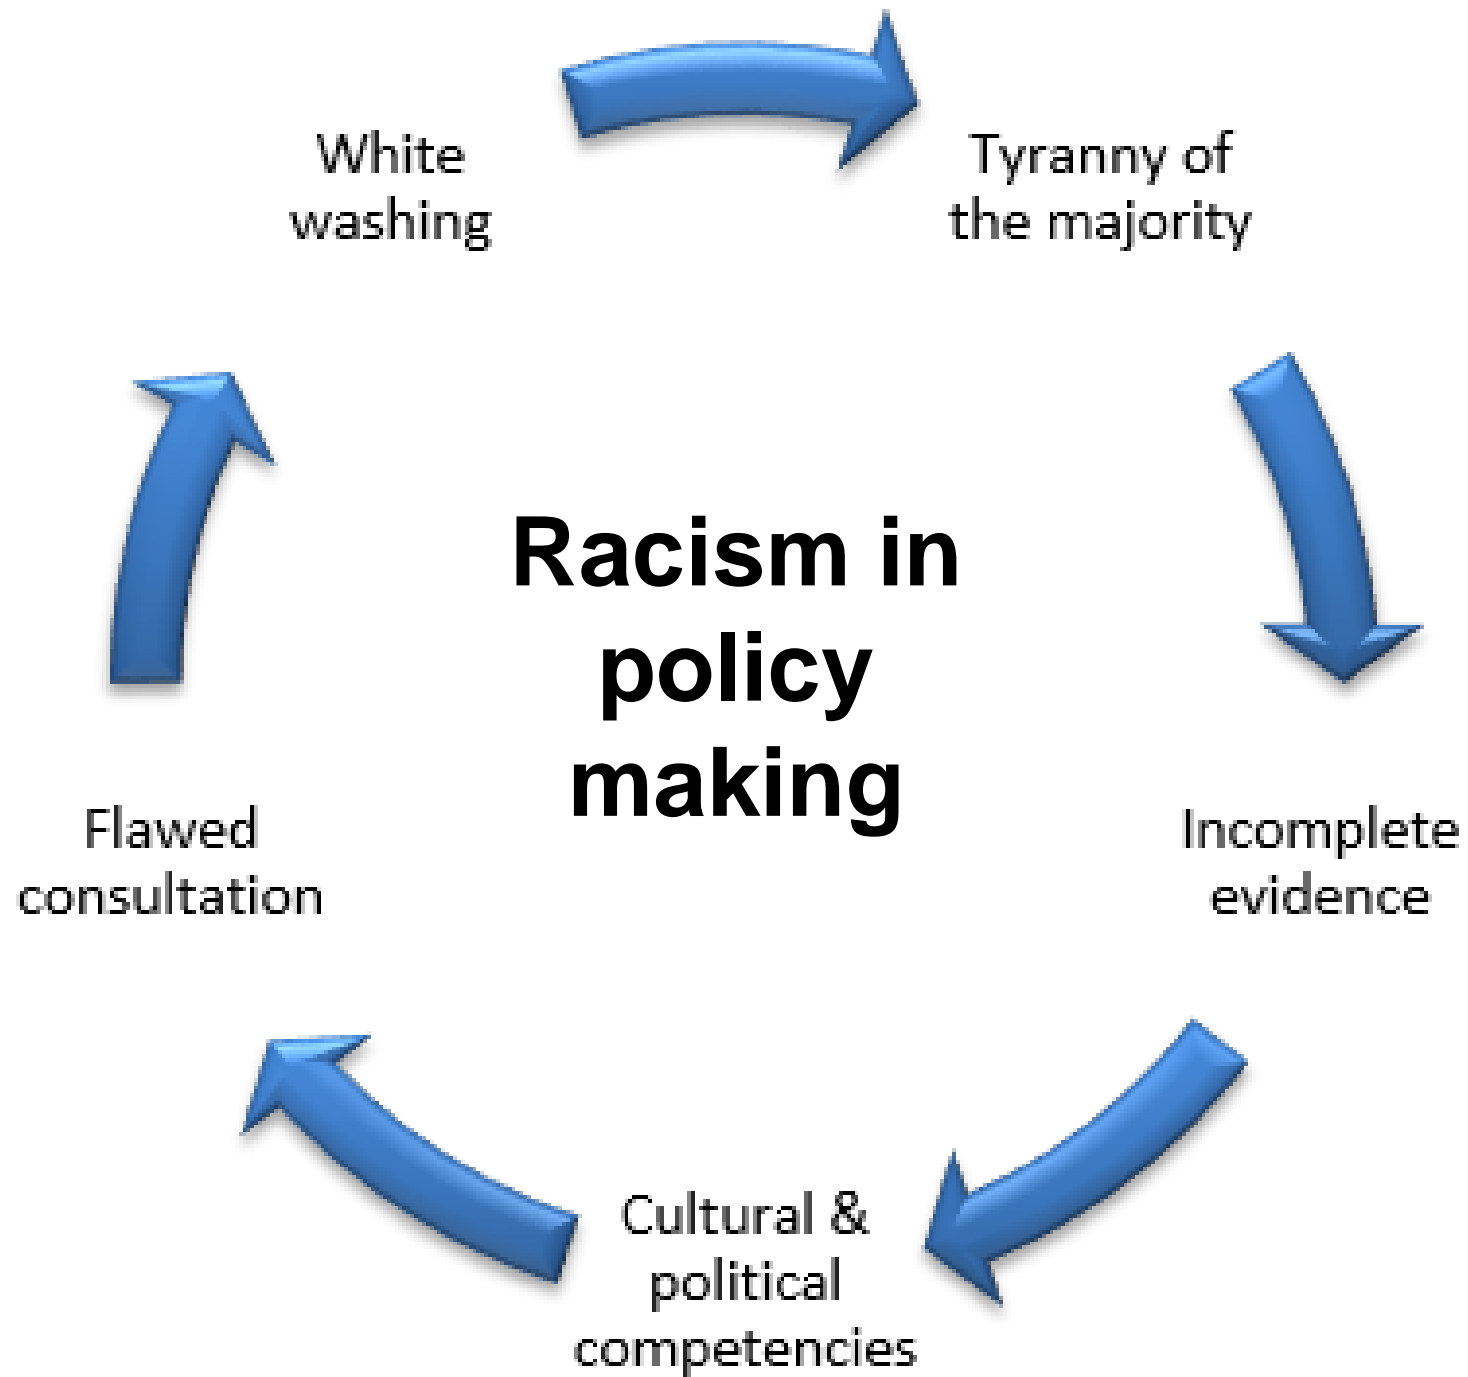 White
washing
Tyranny of
the majority
Racism in
policy
making
Flawed
consultation
Incomplete
evidence
Cultural &
political
competencies